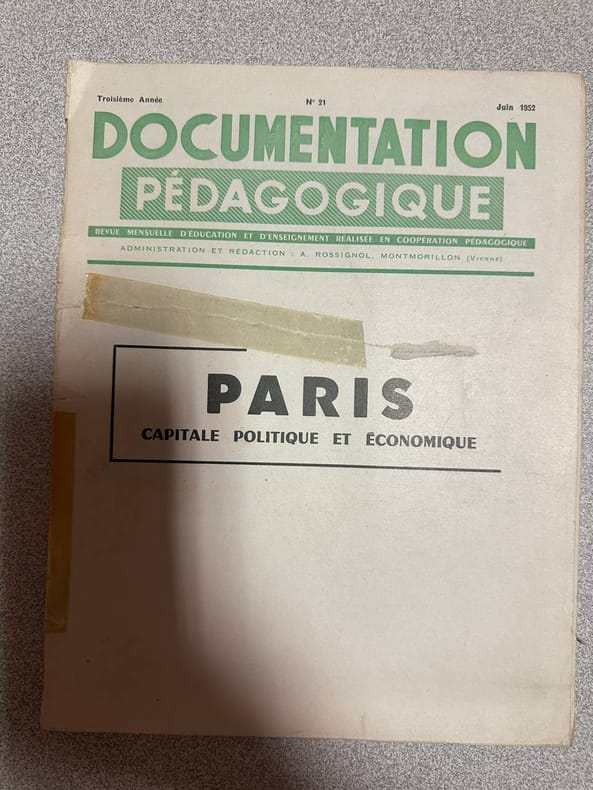 Troisième Année N° 21 Juin 1952
DOCUMENTATION
PÉDAGOGIQUE
REVUE MENSUELLE D'ÉDUCATION ET D'ENSEIGNEMENT RÉALISÉE EN COOPÉRATION PÉDAGOGIQUE
ADMINISTRATION ET RÉDACTION : A. ROSSIGNOL, MONTMORILLON (VIENNE)
PARIS
CAPITALE POLITIQUE ET ÉCONOMIQUE